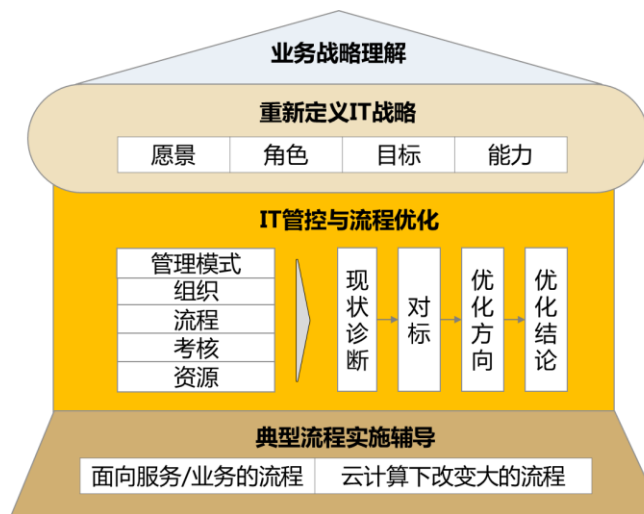 业务战略理解
重新定义IT战略
愿景 角色 目标 能力
IT管控与流程优化
管理模式
组织
流程
考核
资源
现状诊断
对标
优化方向
优化结论
典型流程实施辅导
面向服务/业务的流程 云计算下改变大的流程